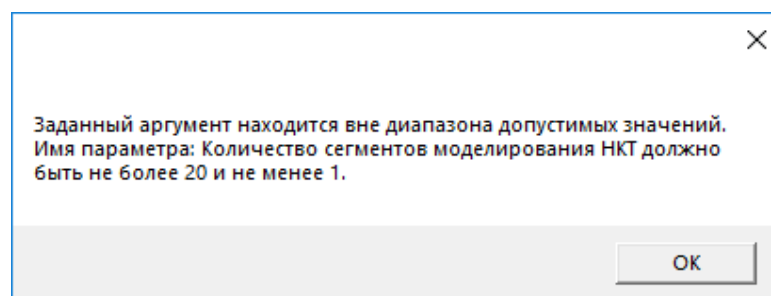 Заданный аргумент находится вне диапазона допустимых значений.
Имя параметра: Количество сегментов моделирования НКТ должно
быть не более 20 и не менее 1.
OK